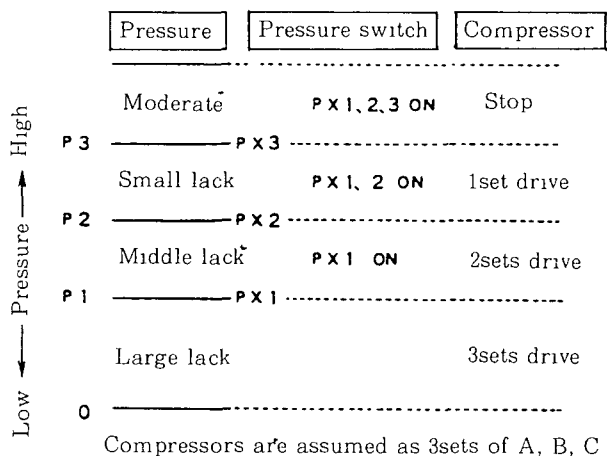 Pressure Pressure switch Compressor
Moderate PX1、2、3 ON Stop
P3 PX3
Small lack PX1、2 ON 1set drive
P2 PX2
Middle lack PX1 ON 2sets drive
P1 PX1
Large lack 3sets drive
0
Low ← Pressure → High
Compressors are assumed as 3sets of A, B, C